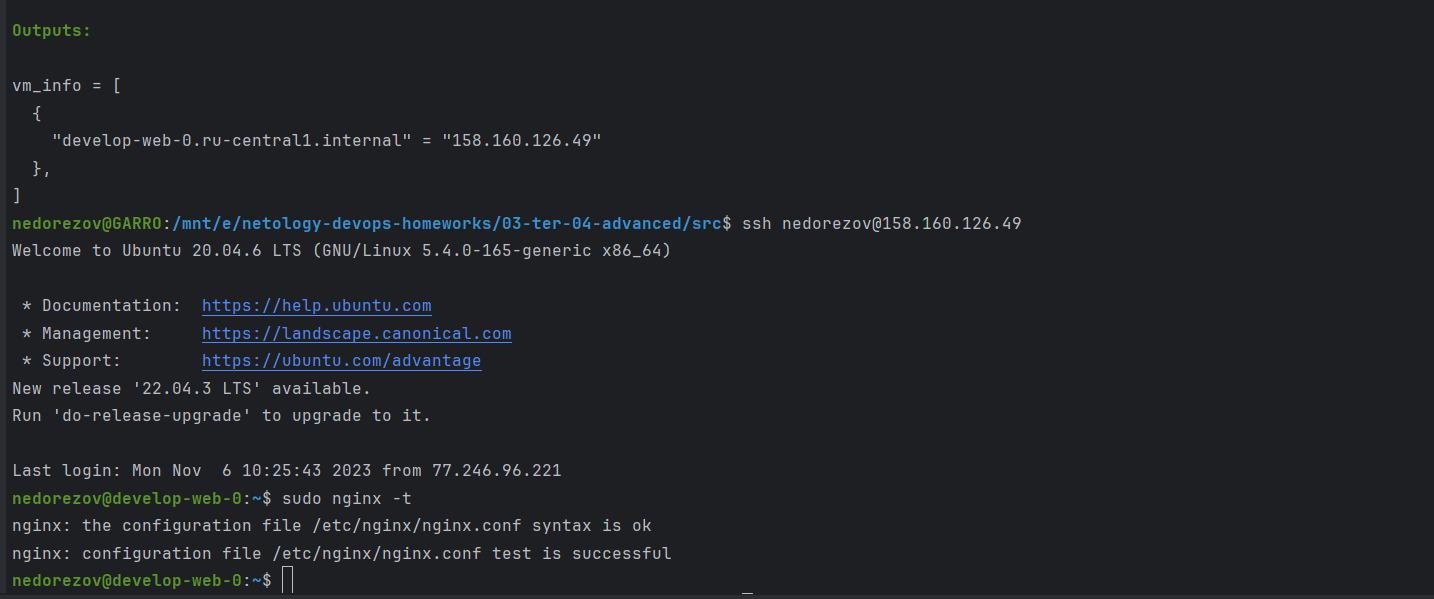 Outputs:
vm_info = [
  {
    "develop-web-0.ru-central1.internal" = "158.160.126.49"
  },
]
nedorezov@GARRO:/mnt/e/netology-devops-homeworks/03-ter-04-advanced/src$ ssh nedorezov@158.160.126.49
Welcome to Ubuntu 20.04.6 LTS (GNU/Linux 5.4.0-165-generic x86_64)
 * Documentation:  https://help.ubuntu.com
 * Management:     https://landscape.canonical.com
 * Support:        https://ubuntu.com/advantage
New release '22.04.3 LTS' available.
Run 'do-release-upgrade' to upgrade to it.
Last login: Mon Nov  6 10:25:43 2023 from 77.246.96.221
nedorezov@develop-web-0:~$ sudo nginx -t
nginx: the configuration file /etc/nginx/nginx.conf syntax is ok
nginx: configuration file /etc/nginx/nginx.conf test is successful
nedorezov@develop-web-0:~$